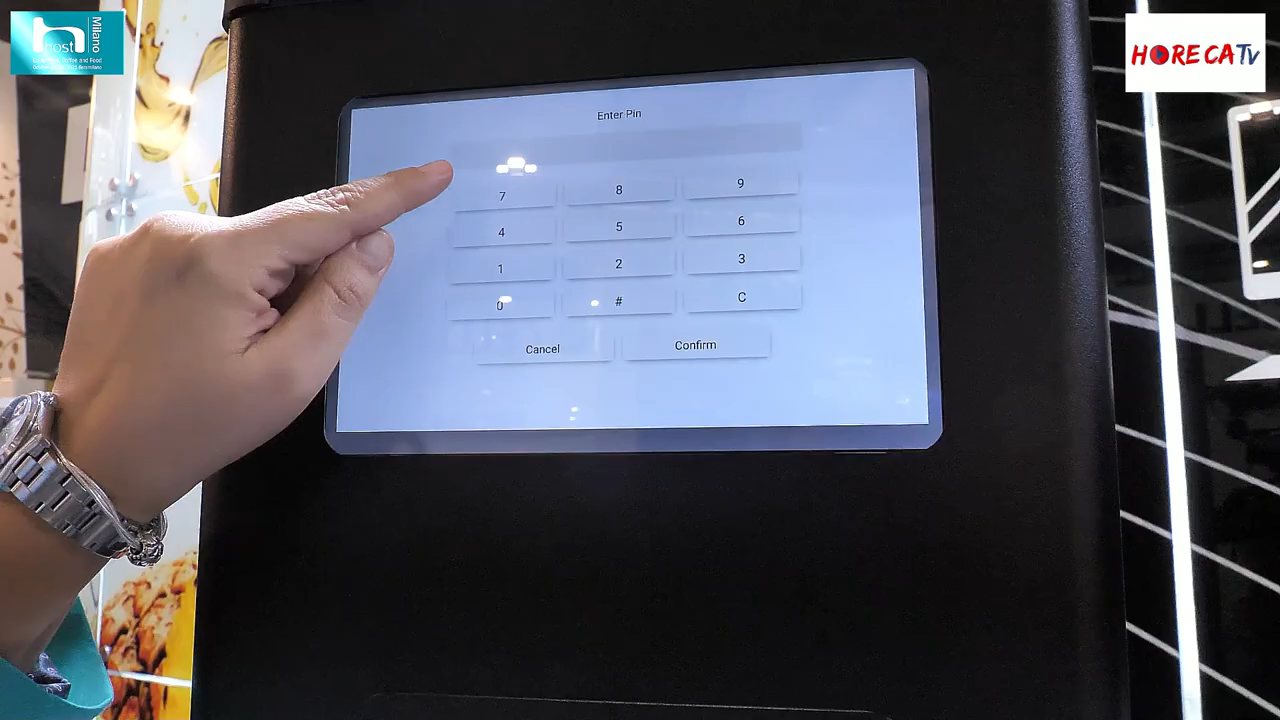 host
Milano
HORECATv
Enter Pin
7 8 9
4 5 6
1 2 3
0 # C
Cancel Confirm